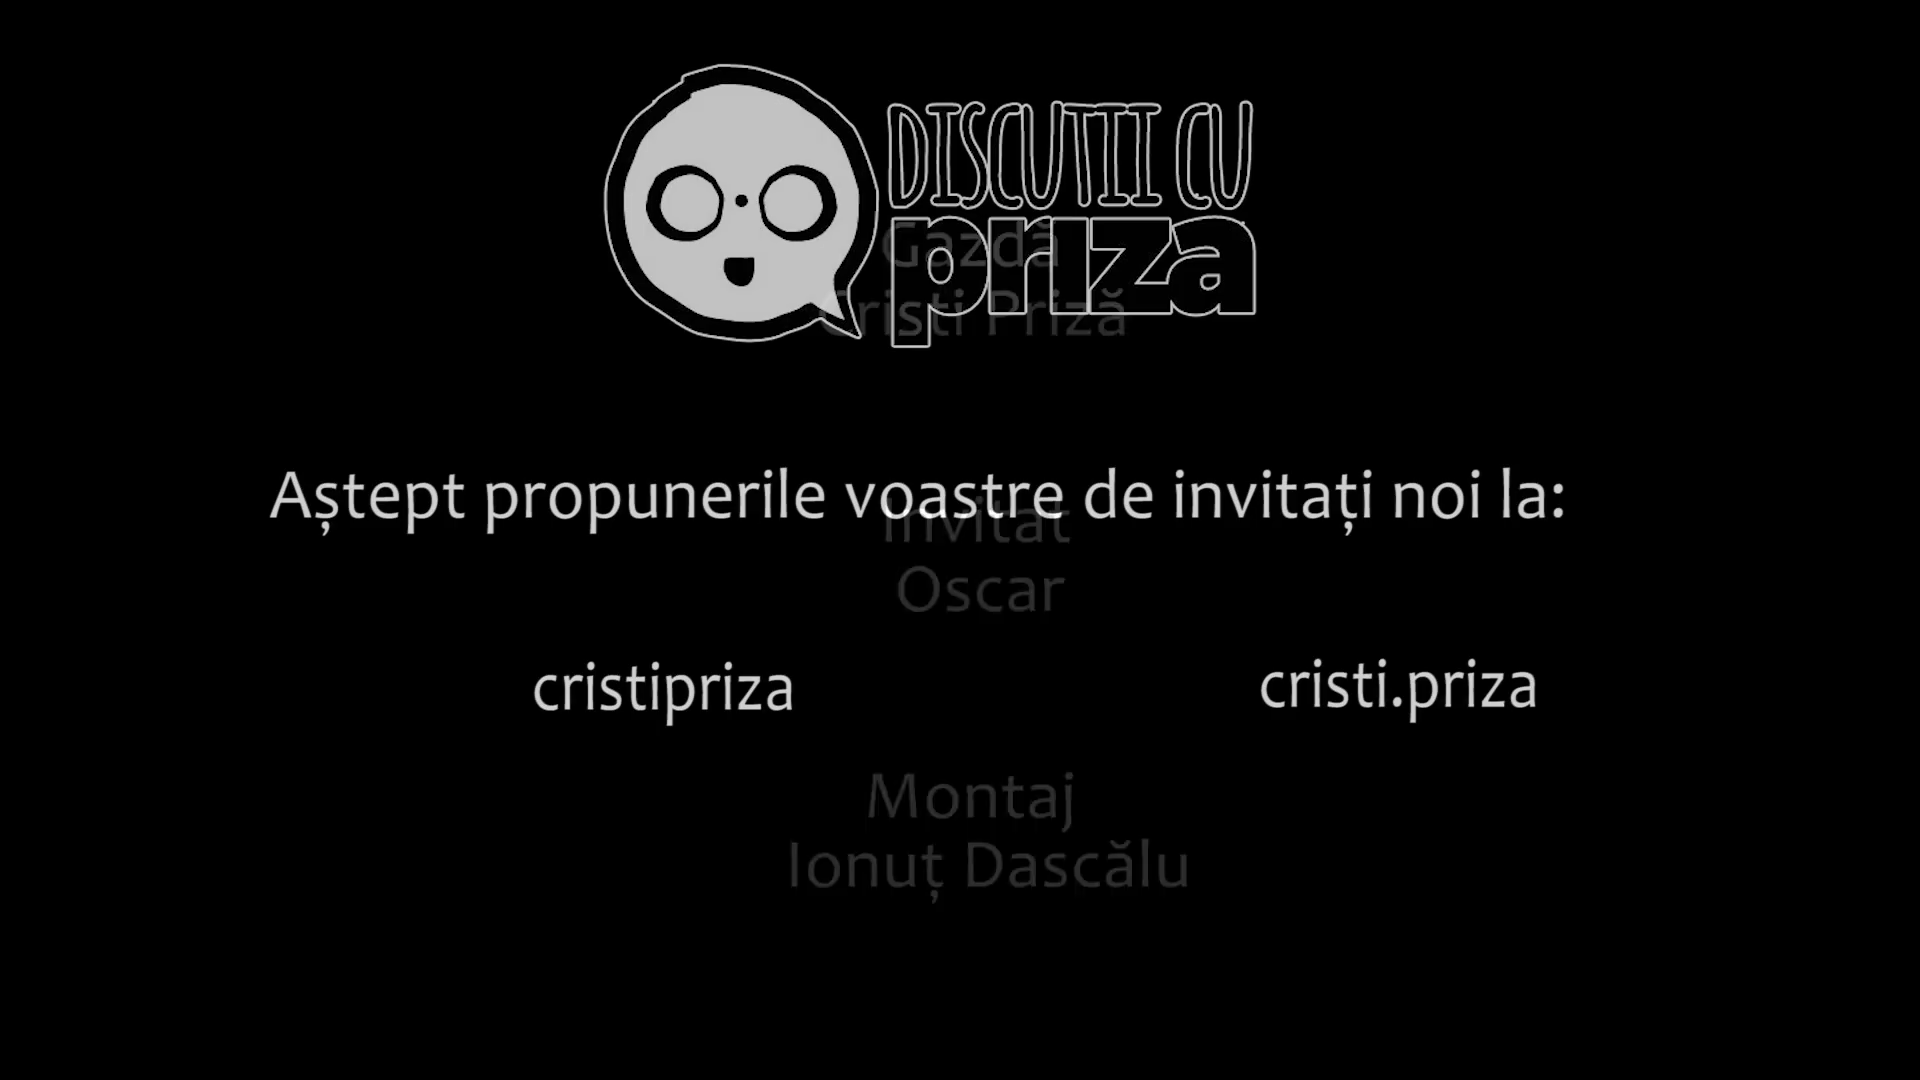 DISCUTII CU
priza
Gazdă
Cristi Priză
Aștept propunerile voastre de invitați noi la:
Invitat
Oscar
cristipriza
cristi.priza
Montaj
Ionuț Dascălu